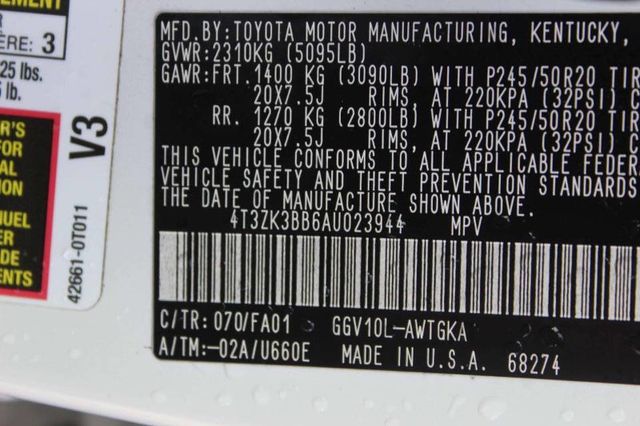 MFD.BY:TOYOTA MOTOR MANUFACTURING, KENTUCKY,
GVWR:2310KG (5095LB)
GAWR:FRT.1400 KG (3090LB) WITH P245/50R20
20X7.5J RIMS, AT 220KPA (32PSI)
RR. 1270 KG (2800LB) WITH P245/50R20
20X7.5J RIMS, AT 220KPA (32PSI)
THIS VEHICLE CONFORMS TO ALL APPLICABLE
VEHICLE SAFETY AND THEFT PREVENTION STANDARDS
THE DATE OF MANUFACTURE SHOWN ABOVE.
4T3ZK3BB6AU023944 MPV
C/TR:070/FA01 GGV10L-AWTGKA
A/TM:-02A/U660E MADE IN U.S.A. 68274
ERE: 3
25 lbs.
lb.
FOR
V3
42661-0T011